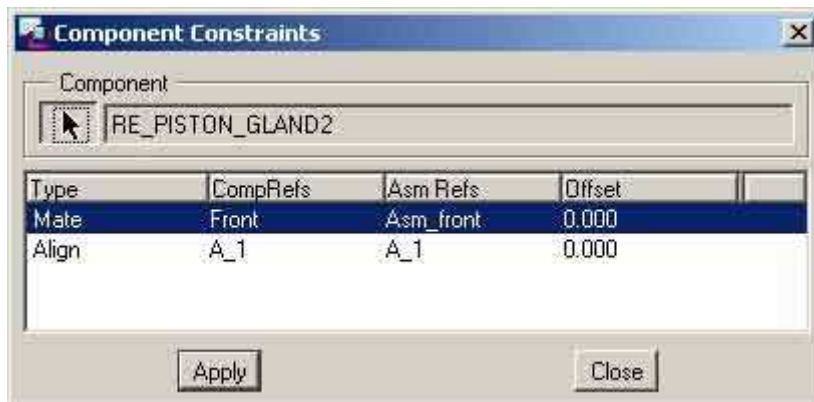 Component Constraints
Component
RE_PISTON_GLAND2
Type CompRefs Asm Refs Offset
Mate Front Asm_front 0.000
Align A_1 A_1 0.000
Apply Close